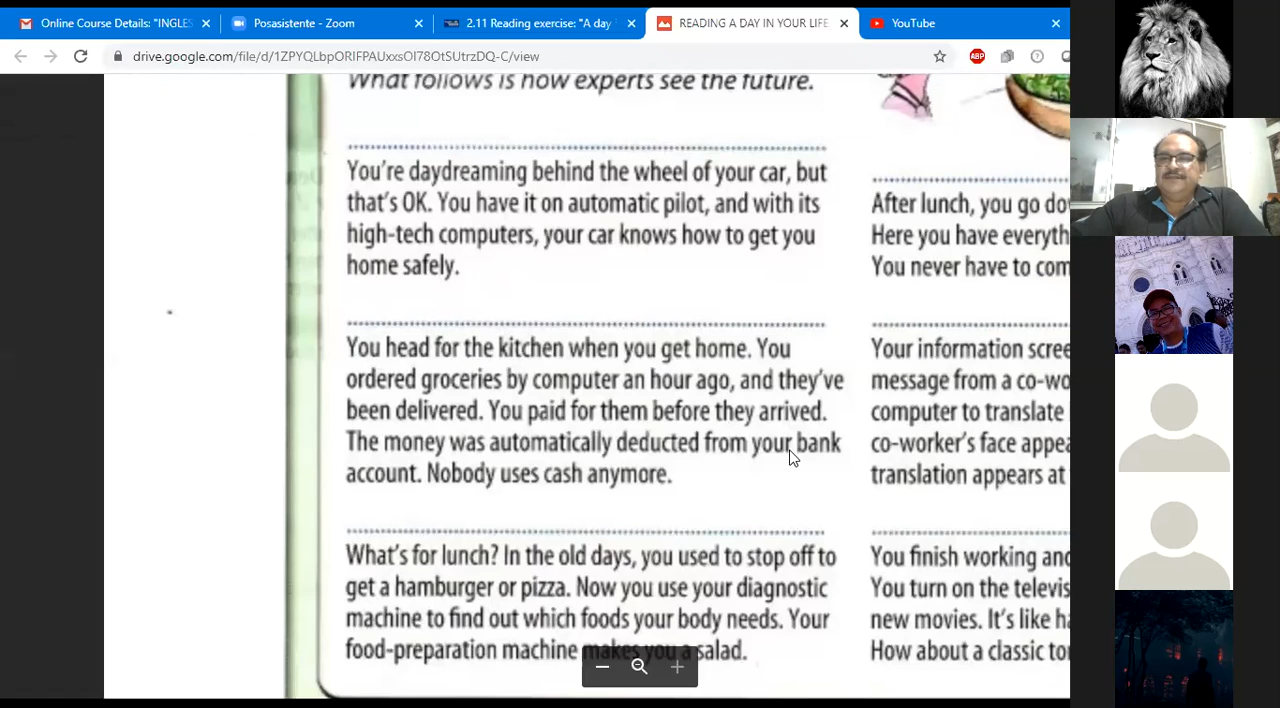 Online Course Details: "INGLES
Posasistente - Zoom
2.11 Reading exercise: "A day
READING A DAY IN YOUR LIFE
YouTube
drive.google.com/file/d/1ZPYQLbpORIFPAUxxsOl78QtSUtrzDQ-C/view
ABP
What follows is how experts see the future.
You're daydreaming behind the wheel of your car, but
that's OK. You have it on automatic pilot, and with its
high-tech computers, your car knows how to get you
home safely.
You head for the kitchen when you get home. You
ordered groceries by computer an hour ago, and they've
been delivered. You paid for them before they arrived.
The money was automatically deducted from your bank
account. Nobody uses cash anymore.
What's for lunch? In the old days, you used to stop off to
get a hamburger or pizza. Now you use your diagnostic
machine to find out which foods your body needs. Your
food-preparation machine makes you a salad.
After lunch, you go do
Here you have everyth
You never have to com
Your information scree
message from a co-wo
computer to translate
co-worker's face appea
translation appears at
You finish working and
You turn on the televis
new movies. It's like ha
How about a classic to